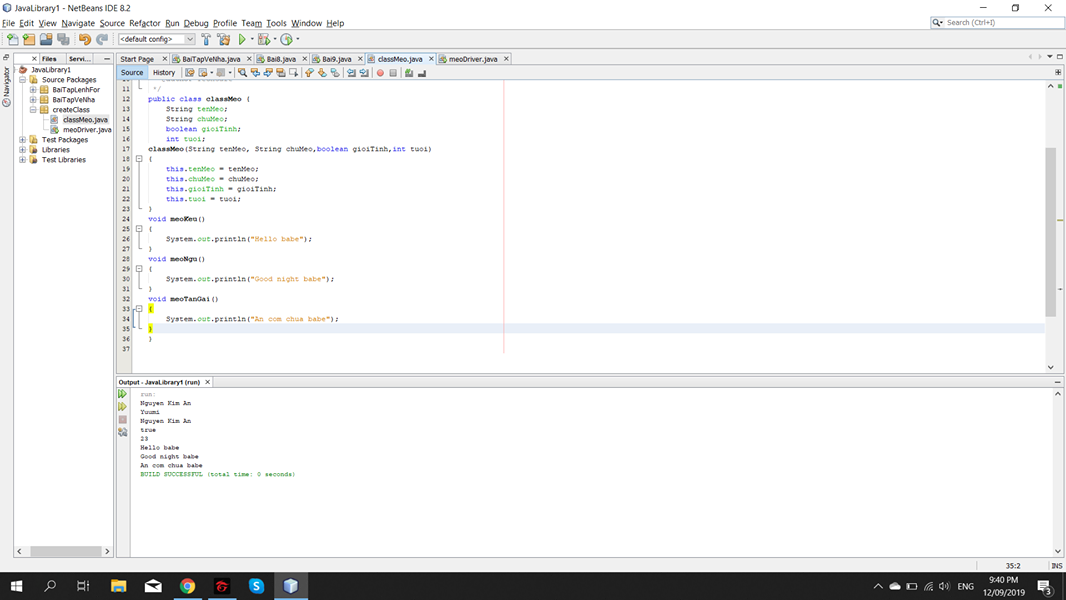 JavaLibrary1 - NetBeans IDE 8.2
File Edit View Navigate Source Refactor Run Debug Profile Team Tools Window Help
Search (Ctrl+I)
<default config>
Files
Servi...
Start Page
BaiTapVeNha.java
Bai8.java
Bai9.java
classMeo.java
meoDriver.java
Source
History
Navigator
JavaLibrary1
Source Packages
BaiTapLenhFor
BaiTapVeNha
createClass
classMeo.java
meoDriver.java
Test Packages
Libraries
Test Libraries
11 */
12 public class classMeo {
13 String tenMeo;
14 String chuMeo;
15 boolean gioiTinh;
16 int tuoi;
17 classMeo(String tenMeo, String chuMeo,boolean gioiTinh,int tuoi)
18 {
19 this.tenMeo = tenMeo;
20 this.chuMeo = chuMeo;
21 this.gioiTinh = gioiTinh;
22 this.tuoi = tuoi;
23 }
24 void meoKeu()
25 {
26 System.out.println("Hello babe");
27 }
28 void meoNgu()
29 {
30 System.out.println("Good night babe");
31 }
32 void meoTanGai()
33 {
34 System.out.println("An com chua babe");
35 }
36 }
37
Output - JavaLibrary1 (run)
run:
Nguyen Kim An
Yuumi
Nguyen Kim An
true
23
Hello babe
Good night babe
An com chua babe
BUILD SUCCESSFUL (total time: 0 seconds)
35:2
INS
ENG
9:40 PM
12/09/2019
3